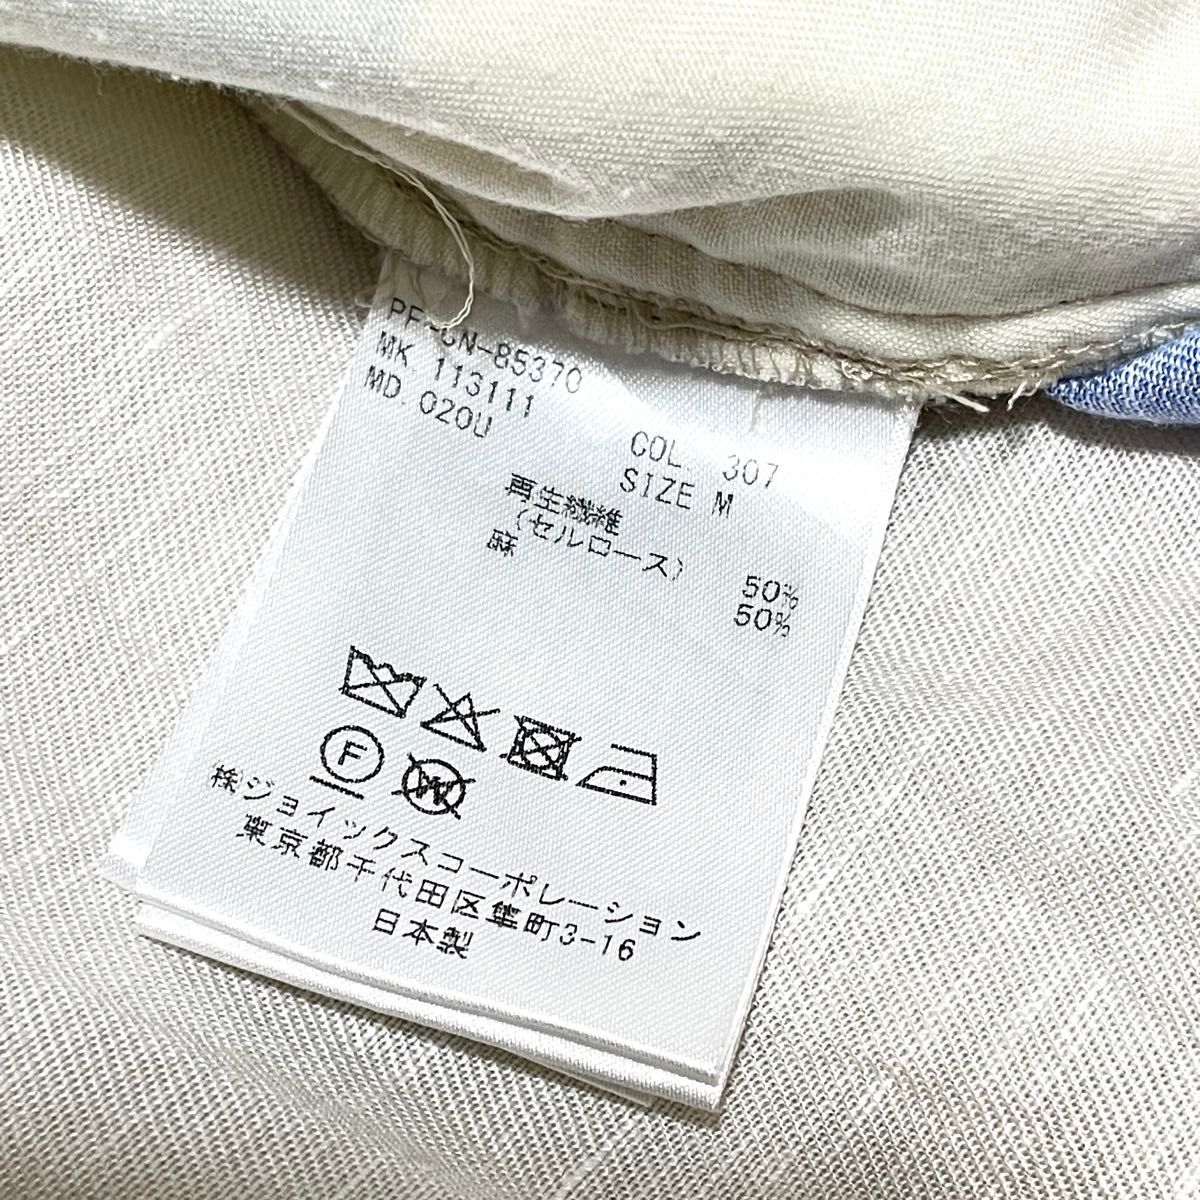 PF-CN-85370
MK 113111
MD. 020U
COL. 307
SIZE M
再生繊維
(セルロース) 50%
麻 50%
F
W
㈱ジョイックスコーポレーション
東京都千代田区隼町3-16
日本製